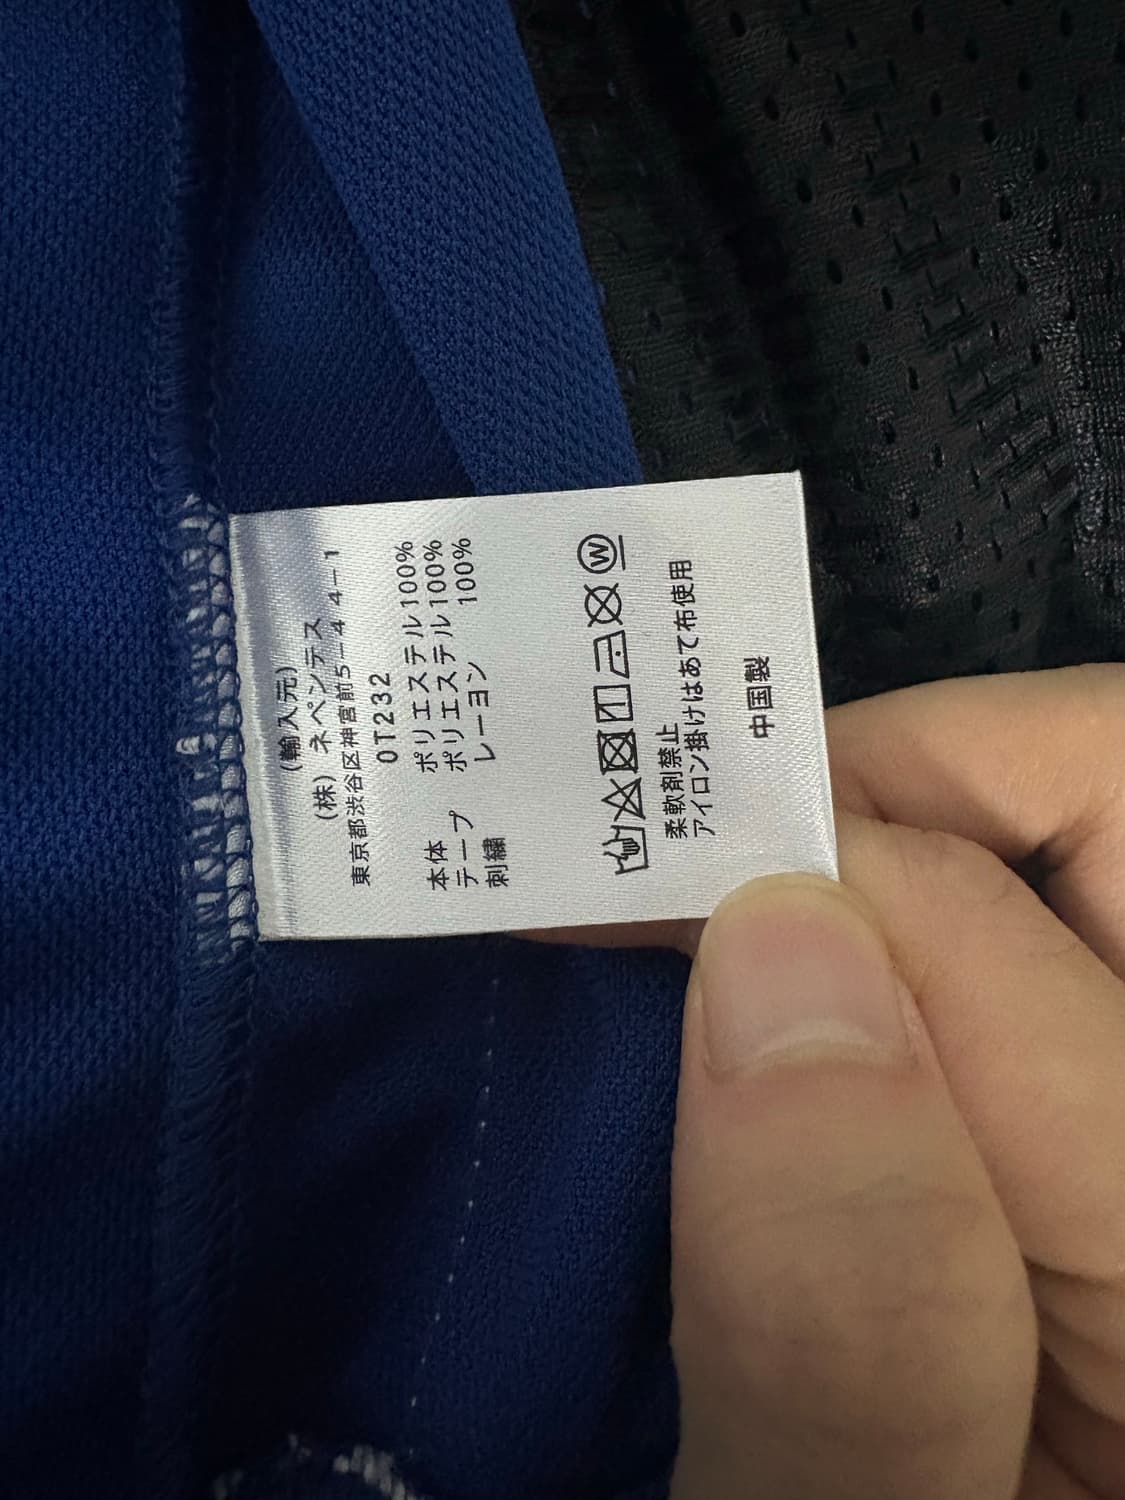 (輸入元)
(株) ネペンテス
東京都渋谷区神宮前5-4 4-1
OT232
本体 ポリエステル100%
テープ ポリエステル100%
刺繍 レーヨン 100%
W
柔軟剤禁止
アイロン掛けはあて布使用
中国製